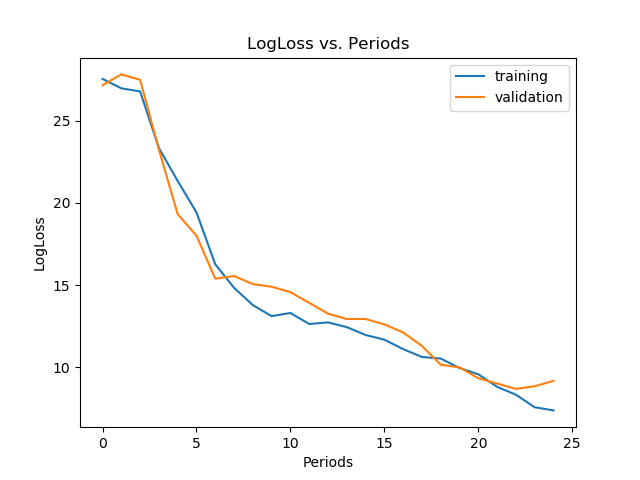 LogLoss vs. Periods
training
validation
LogLoss
25
20
15
10
0 5 10 15 20 25
Periods